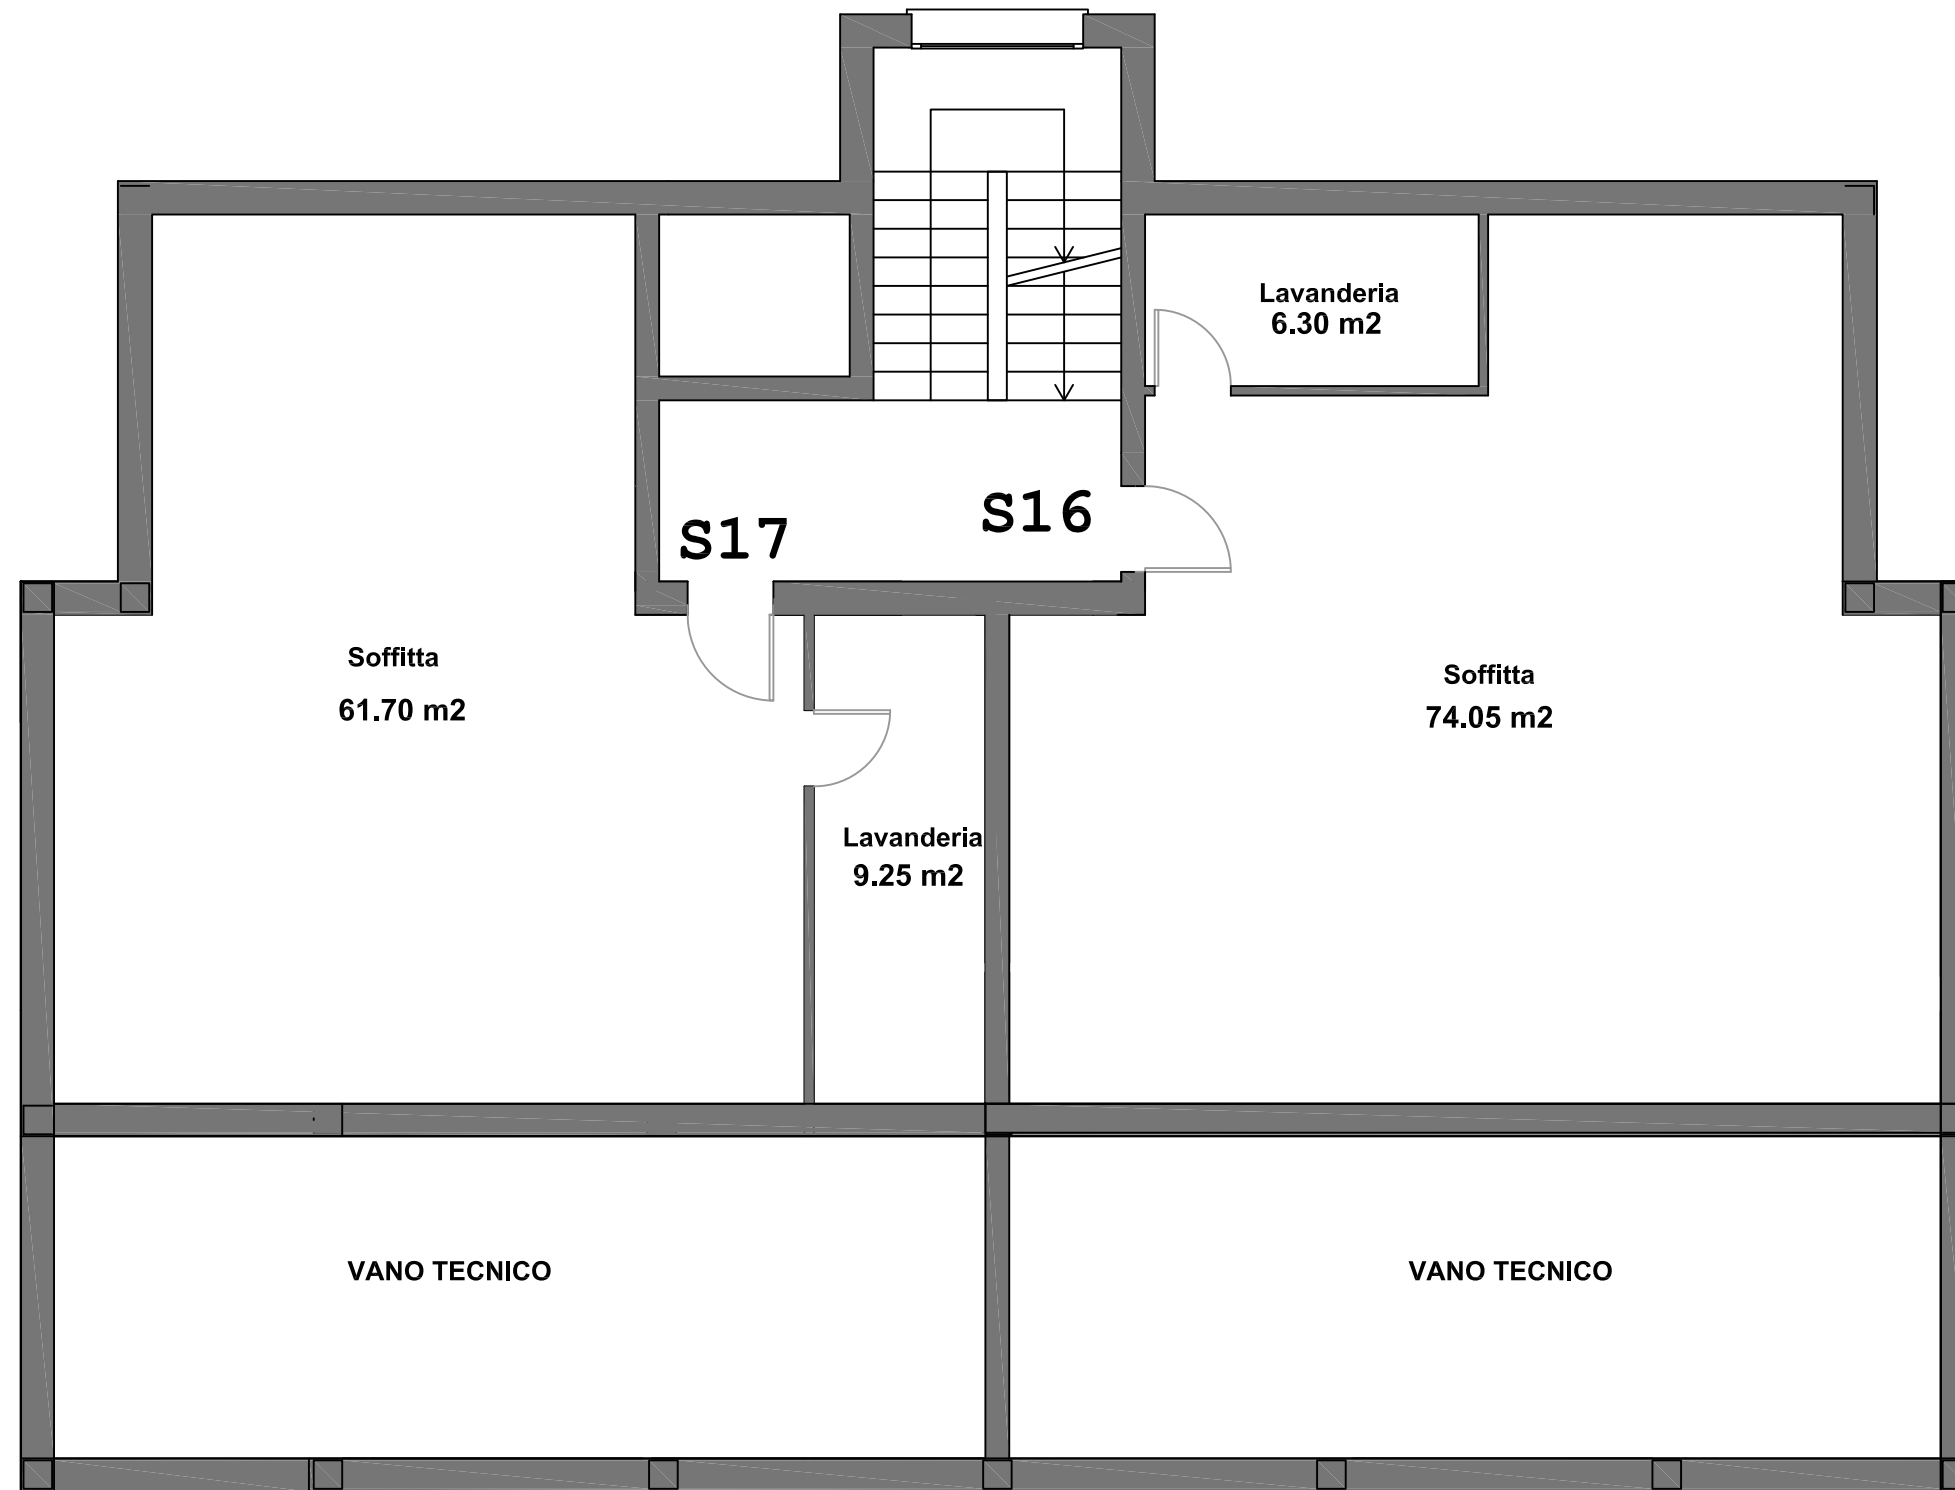 Lavanderia
6.30 m2
S16
S17
Soffitta
61.70 m2
Soffitta
74.05 m2
Lavanderia
9.25 m2
VANO TECNICO
VANO TECNICO